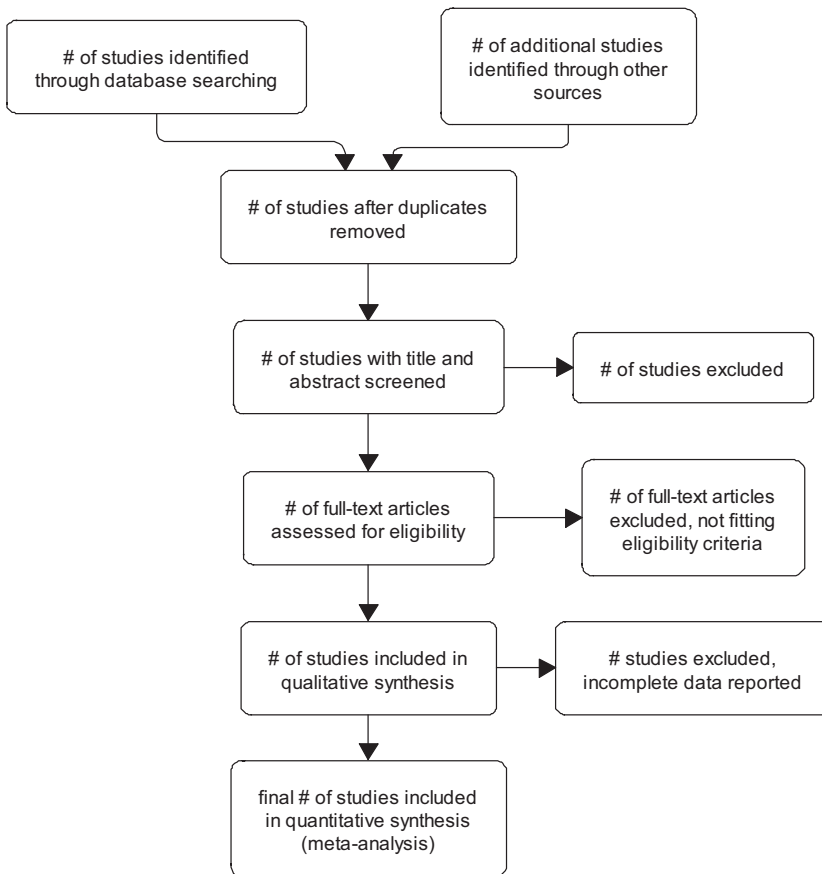 # of studies identified
through database searching
# of additional studies
identified through other
sources
# of studies after duplicates
removed
# of studies with title and
abstract screened
# of studies excluded
# of full-text articles
assessed for eligibility
# of full-text articles
excluded, not fitting
eligibility criteria
# of studies included in
qualitative synthesis
# studies excluded,
incomplete data reported
final # of studies included
in quantitative synthesis
(meta-analysis)